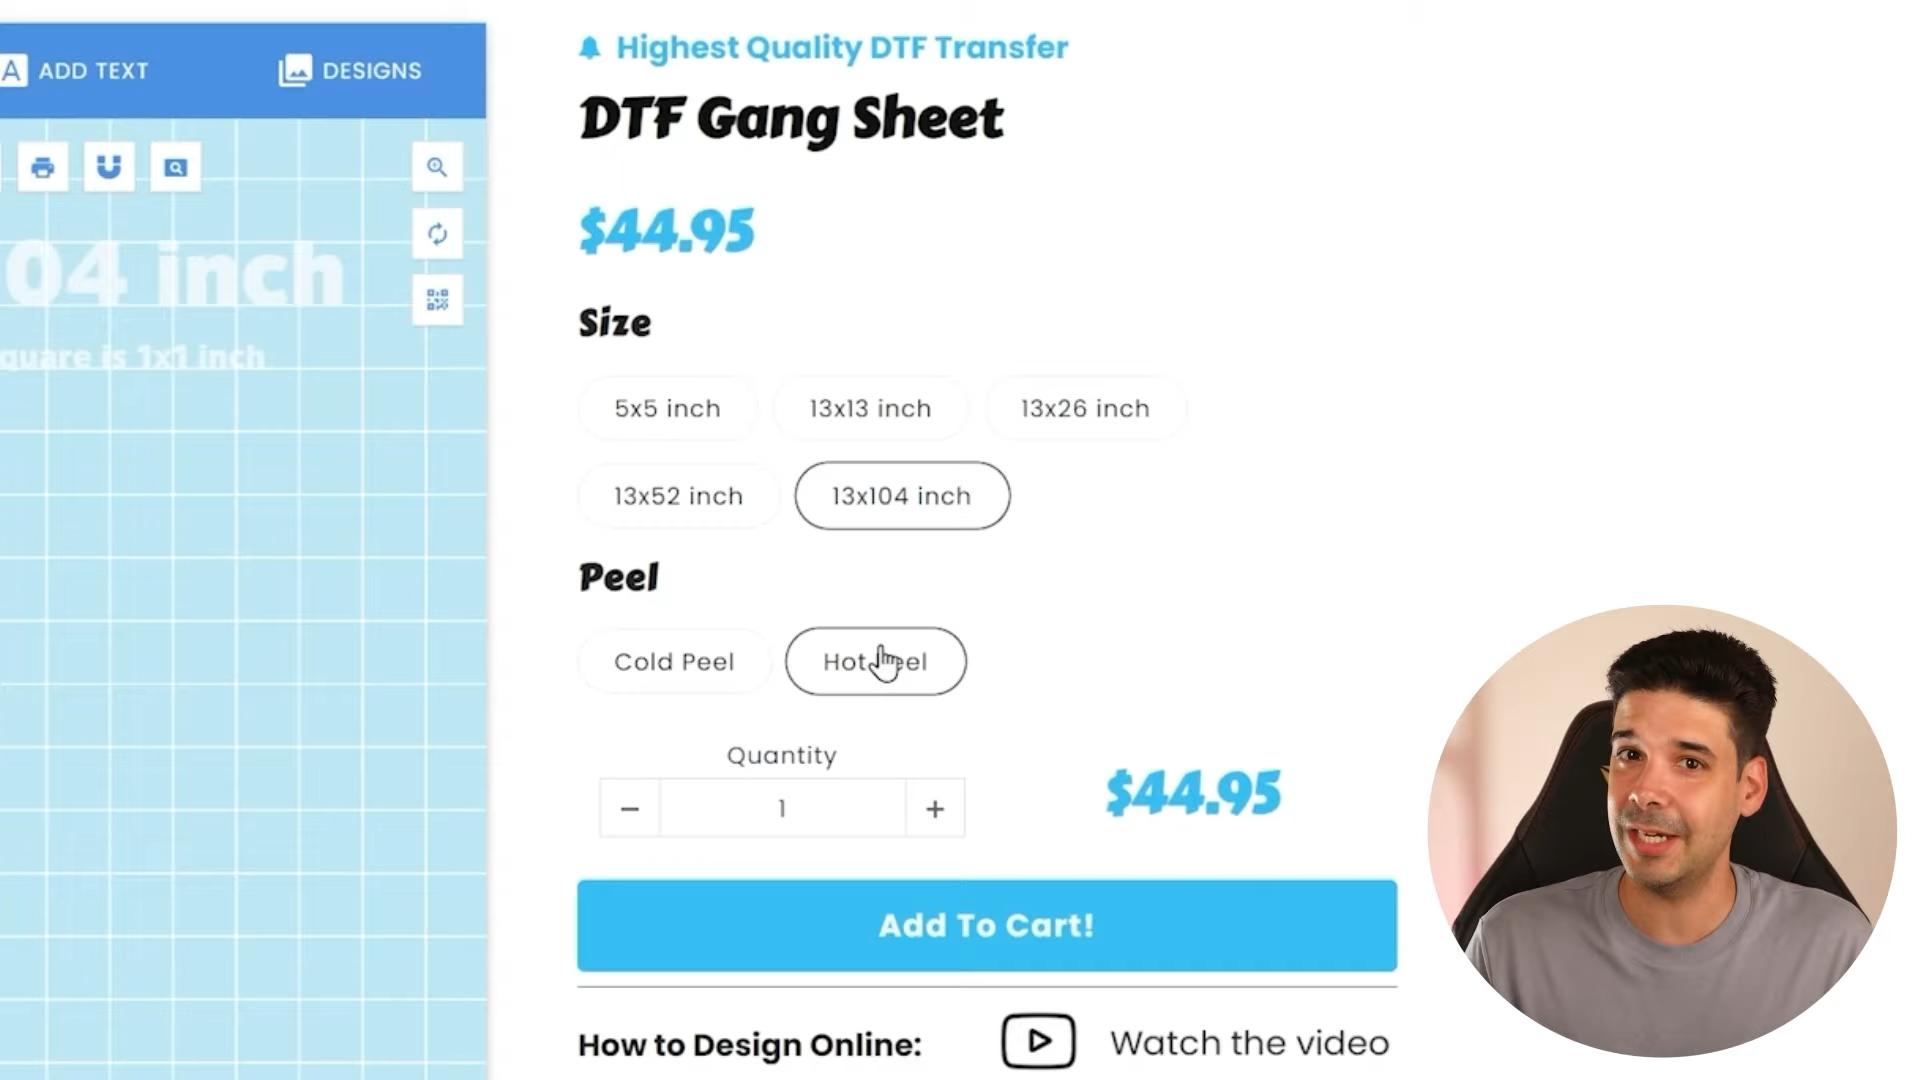 ADD TEXT
DESIGNS
04 inch
quare is 1x1 inch
Highest Quality DTF Transfer
DTF Gang Sheet
$44.95
Size
5x5 inch
13x13 inch
13x26 inch
13x52 inch
13x104 inch
Peel
Cold Peel
Hot Peel
Quantity
− 1 +
$44.95
Add To Cart!
How to Design Online:
Watch the video